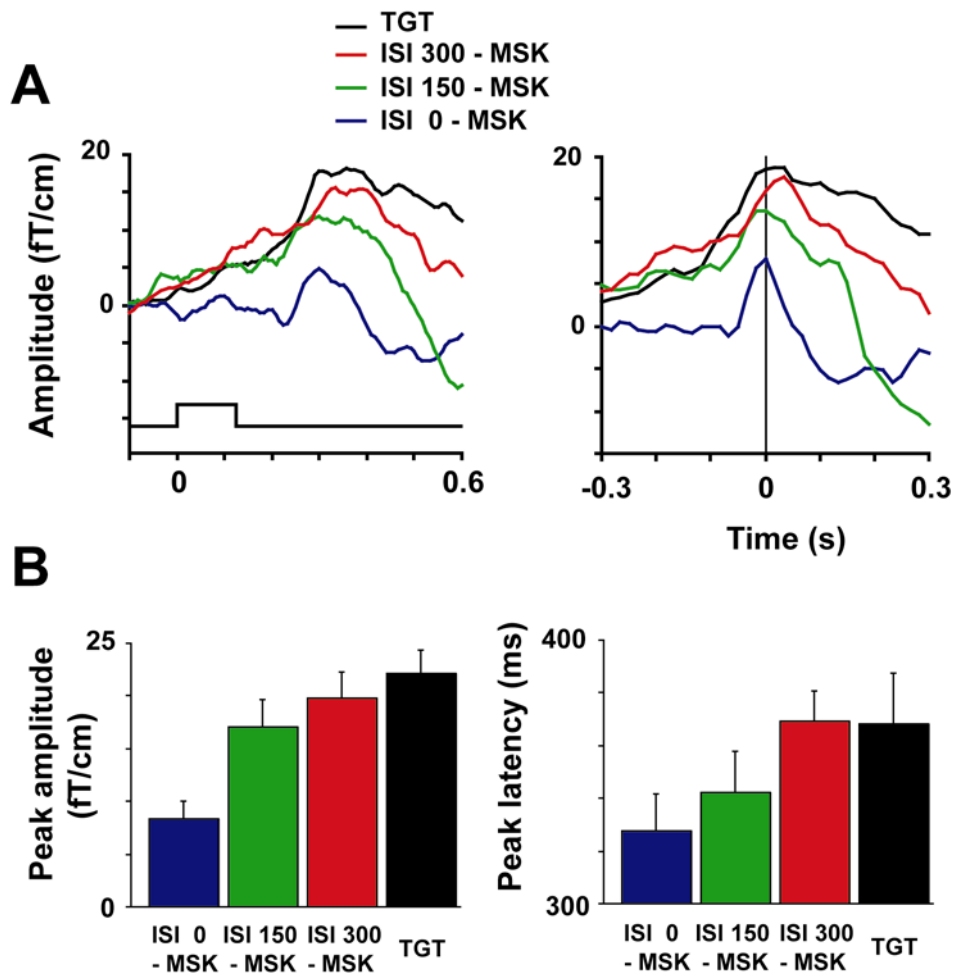 TGT
ISI 300 - MSK
ISI 150 - MSK
ISI 0 - MSK
A
Amplitude (fT/cm)
20
0
0
0.6
20
0
-0.3
0
0.3
Time (s)
B
Peak amplitude
(fT/cm)
25
0
ISI 0
- MSK
ISI 150
- MSK
ISI 300
- MSK
TGT
Peak latency (ms)
400
300
ISI 0
- MSK
ISI 150
- MSK
ISI 300
- MSK
TGT